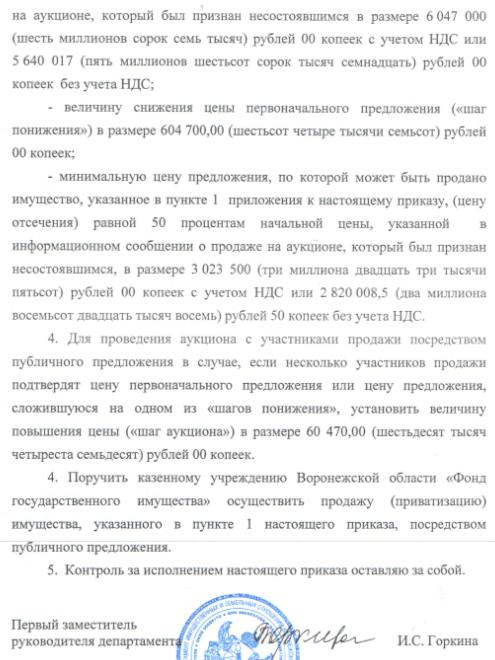 на аукционе, который был признан несостоявшимся в размере 6 047 000
(шесть миллионов сорок семь тысяч) рублей 00 копеек с учетом НДС или
5 640 017 (пять миллионов шестьсот сорок тысяч семнадцать) рублей 00
копеек без учета НДС;
- величину снижения цены первоначального предложения («шаг
понижения») в размере 604 700,00 (шестьсот четыре тысячи семьсот) рублей
00 копеек;
- минимальную цену предложения, по которой может быть продано
имущество, указанное в пункте 1 приложения к настоящему приказу, (цену
отсечения) равной 50 процентам начальной цены, указанной в
информационном сообщении о продаже на аукционе, который был признан
несостоявшимся, в размере 3 023 500 (три миллиона двадцать три тысячи
пятьсот) рублей 00 копеек с учетом НДС или 2 820 008,5 (два миллиона
восемьсот двадцать тысяч восемь) рублей 50 копеек без учета НДС.
4. Для проведения аукциона с участниками продажи посредством
публичного предложения в случае, если несколько участников продажи
подтвердят цену первоначального предложения или цену предложения,
сложившуюся на одном из «шагов понижения», установить величину
повышения цены («шаг аукциона») в размере 60 470,00 (шестьдесят тысяч
четыреста семьдесят) рублей 00 копеек.
4. Поручить казенному учреждению Воронежской области «Фонд
государственного имущества» осуществить продажу (приватизацию)
имущества, указанного в пункте 1 настоящего приказа, посредством
публичного предложения.
5. Контроль за исполнением настоящего приказа оставляю за собой.
Первый заместитель
руководителя департамента И.С. Горкина